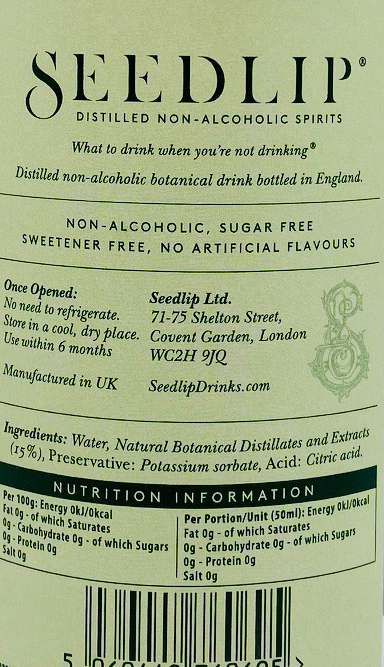 SEEDLIP®
DISTILLED NON-ALCOHOLIC SPIRITS
What to drink when you're not drinking®
Distilled non-alcoholic botanical drink bottled in England.
NON-ALCOHOLIC, SUGAR FREE
SWEETENER FREE, NO ARTIFICIAL FLAVOURS
Once Opened:
No need to refrigerate.
Store in a cool, dry place.
Use within 6 months
Manufactured in UK
Seedlip Ltd.
71-75 Shelton Street,
Covent Garden, London
WC2H 9JQ
SeedlipDrinks.com
Ingredients: Water, Natural Botanical Distillates and Extracts
(15%), Preservative: Potassium sorbate, Acid: Citric acid.
NUTRITION INFORMATION
Per 100g: Energy 0kJ/0kcal
Fat 0g - of which Saturates
0g - Carbohydrate 0g - of which Sugars
0g - Protein 0g
Salt 0g
Per Portion/Unit (50ml): Energy 0kJ/0kcal
Fat 0g - of which Saturates
0g - Carbohydrate 0g - of which Sugars
0g - Protein 0g
Salt 0g
5